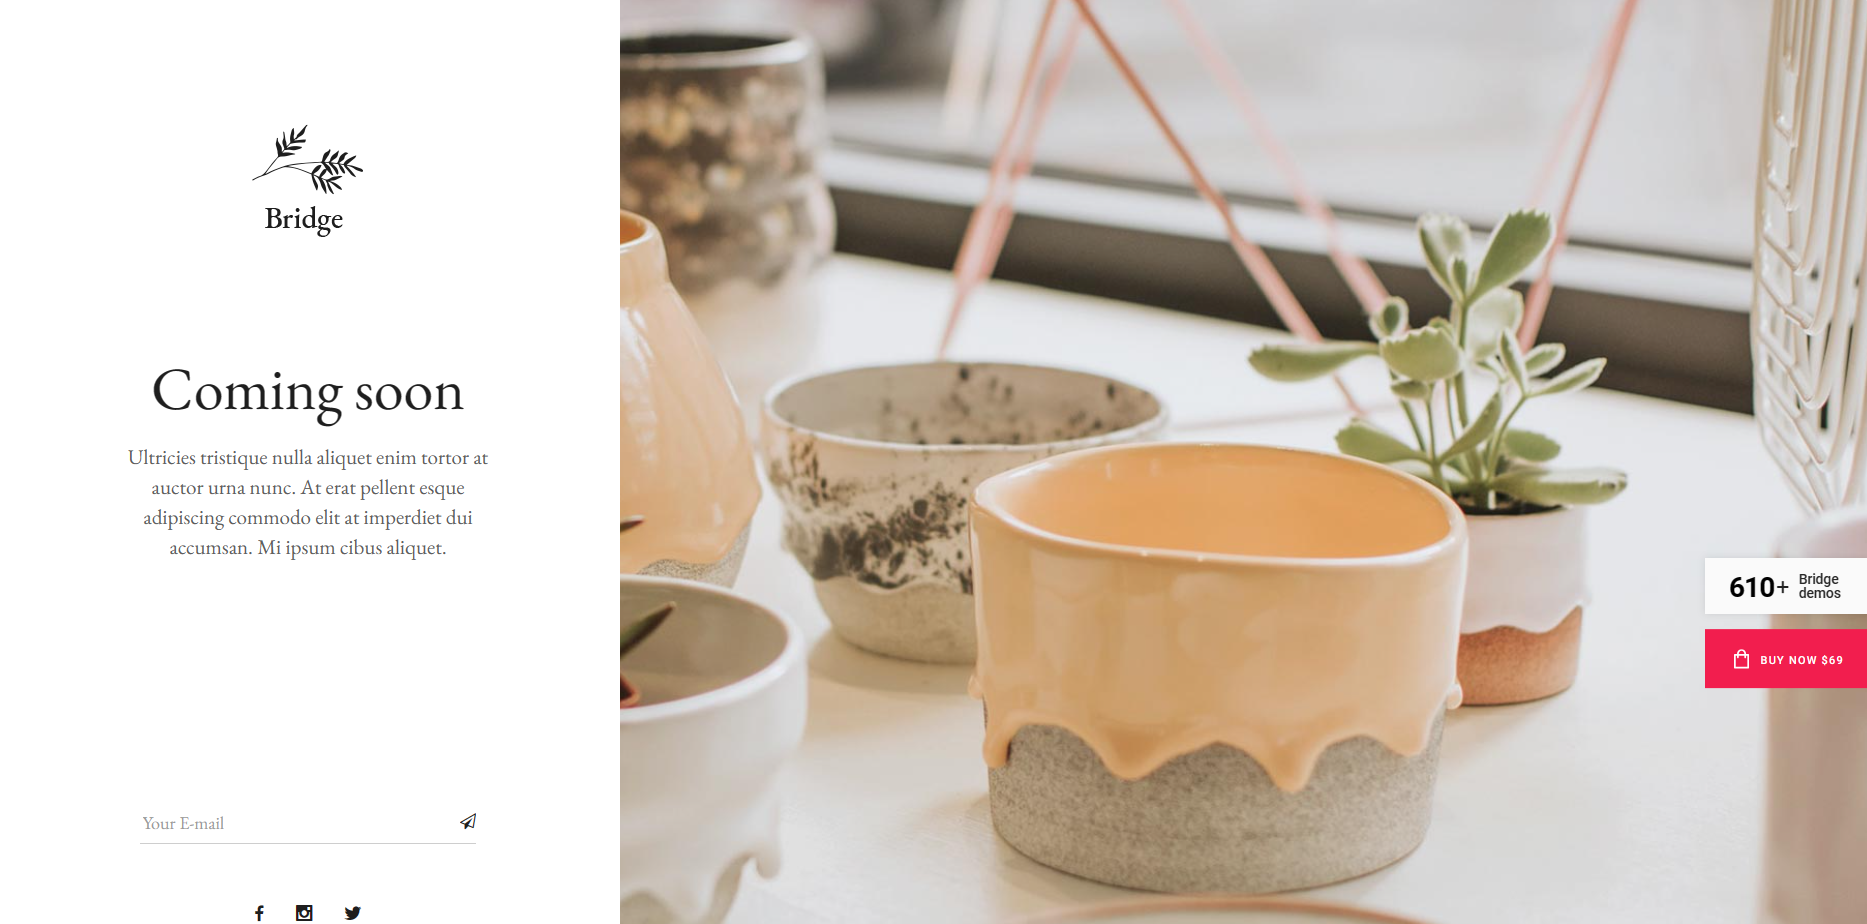 Bridge
Coming soon
Ultricies tristique nulla aliquet enim tortor at
auctor urna nunc. At erat pellent esque
adipiscing commodo elit at imperdiet dui
accumsan. Mi ipsum cibus aliquet.
Your E-mail
610+ Bridge
demos
BUY NOW $69